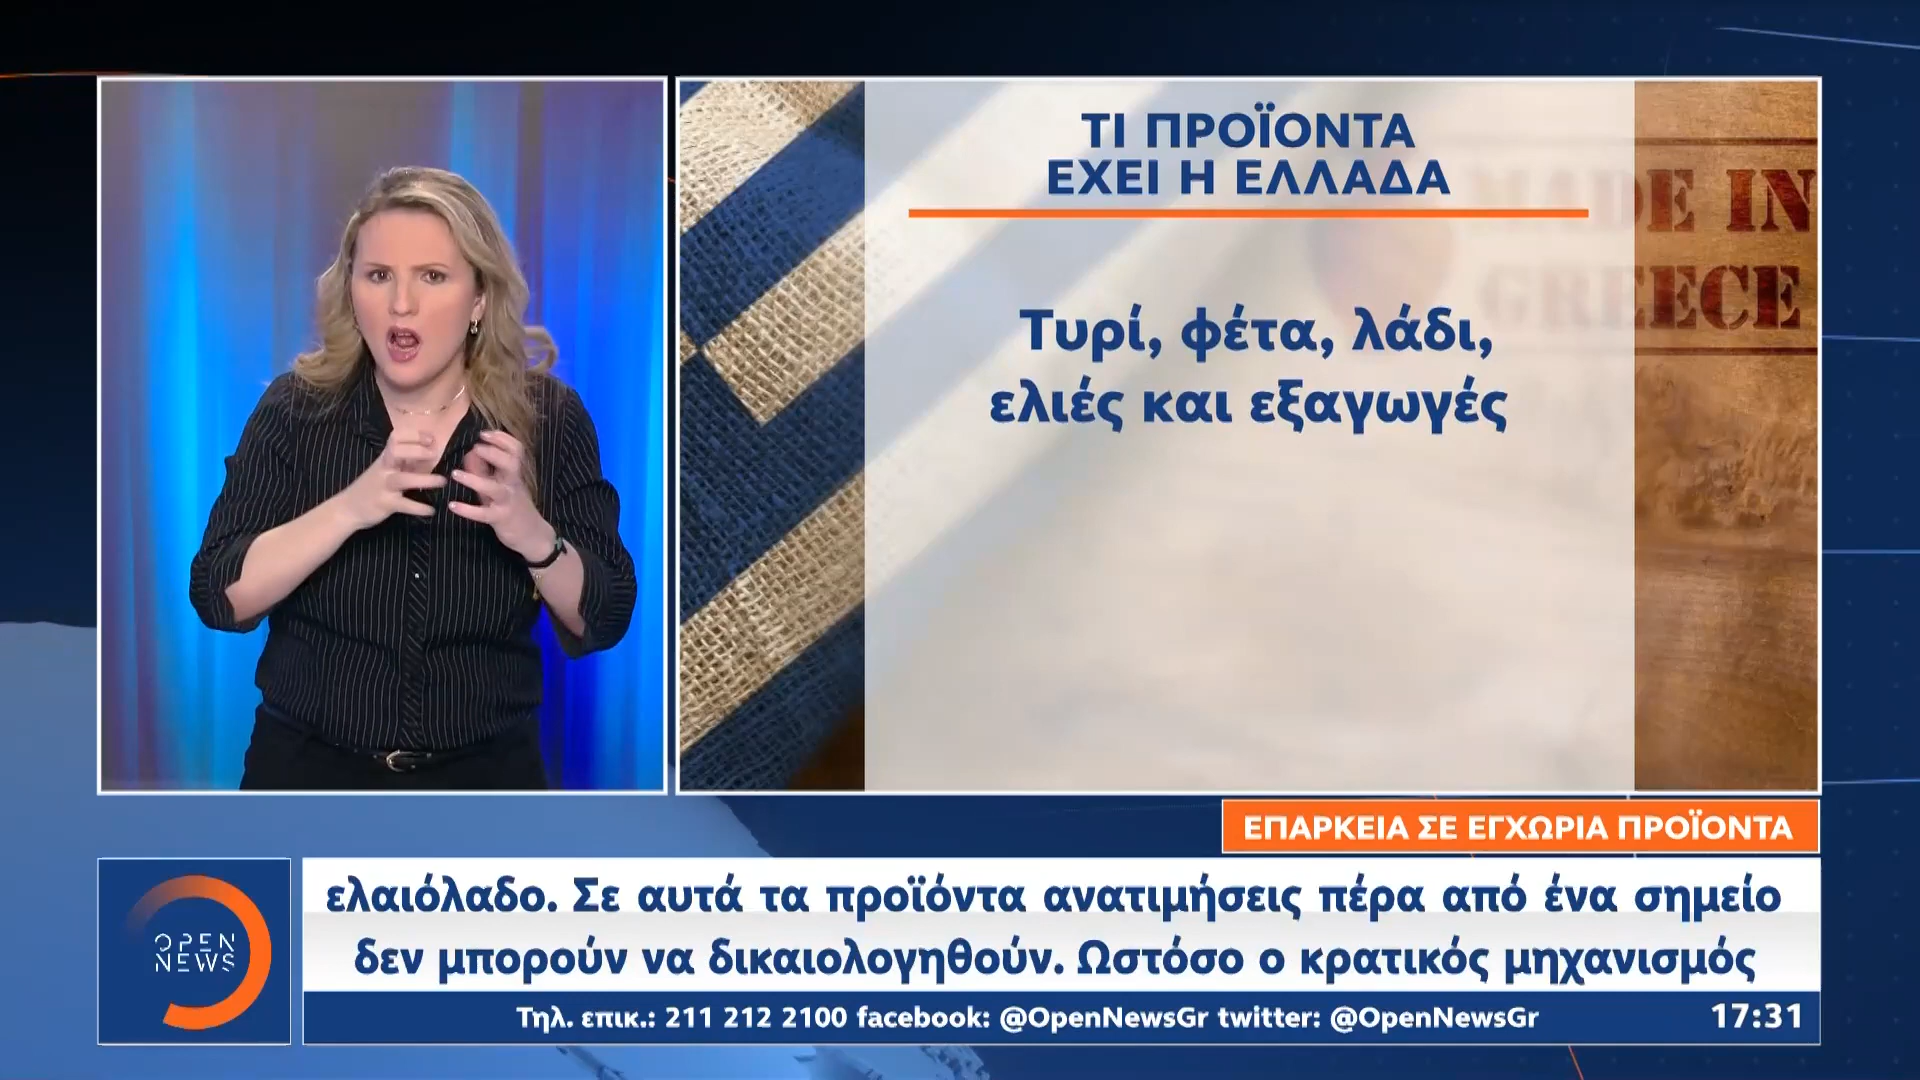 ΤΙ ΠΡΟΪΟΝΤΑ
ΕΧΕΙ Η ΕΛΛΑΔΑ
MADE IN
GREECE
Τυρί, φέτα, λάδι,
ελιές και εξαγωγές
ΕΠΑΡΚΕΙΑ ΣΕ ΕΓΧΩΡΙΑ ΠΡΟΪΟΝΤΑ
ελαιόλαδο. Σε αυτά τα προϊόντα ανατιμήσεις πέρα από ένα σημείο
δεν μπορούν να δικαιολογηθούν. Ωστόσο ο κρατικός μηχανισμός
OPEN
NEWS
Τηλ. επικ.: 211 212 2100 facebook: @OpenNewsGr twitter: @OpenNewsGr
17:31